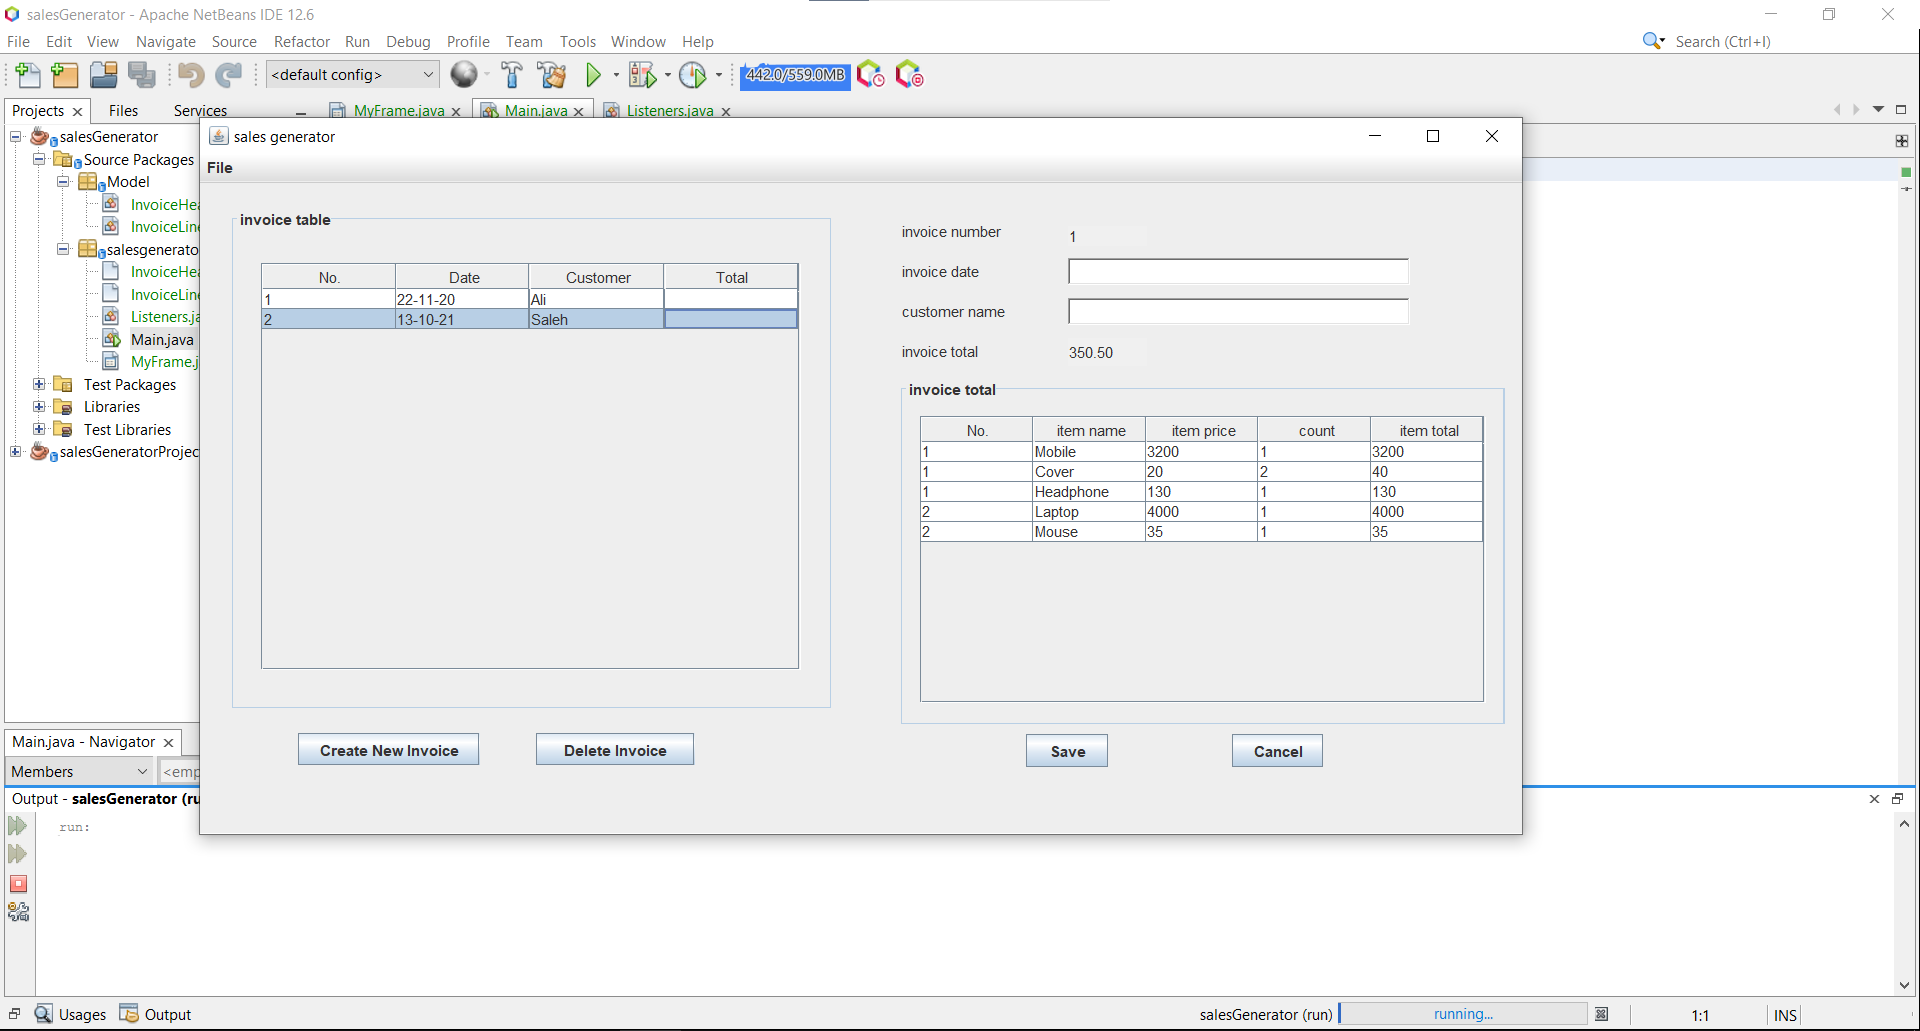 salesGenerator - Apache NetBeans IDE 12.6
File Edit View Navigate Source Refactor Run Debug Profile Team Tools Window Help
Search (Ctrl+I)
<default config>
442.0/559.0MB
Projects Files Services
MyFrame.java Main.java Listeners.java
salesGenerator
Source Packages
Model
InvoiceHea
InvoiceLine
salesgenerato
InvoiceHea
InvoiceLine
Listeners.ja
Main.java
MyFrame.j
Test Packages
Libraries
Test Libraries
salesGeneratorProjec
sales generator
File
invoice table
No. Date Customer Total
1 22-11-20 Ali
2 13-10-21 Saleh
Create New Invoice Delete Invoice
invoice number 1
invoice date
customer name
invoice total 350.50
invoice total
No. item name item price count item total
1 Mobile 3200 1 3200
1 Cover 20 2 40
1 Headphone 130 1 130
2 Laptop 4000 1 4000
2 Mouse 35 1 35
Save Cancel
Main.java - Navigator
Members <emp
Output - salesGenerator (ru
run:
Usages Output
salesGenerator (run) running... 1:1 INS